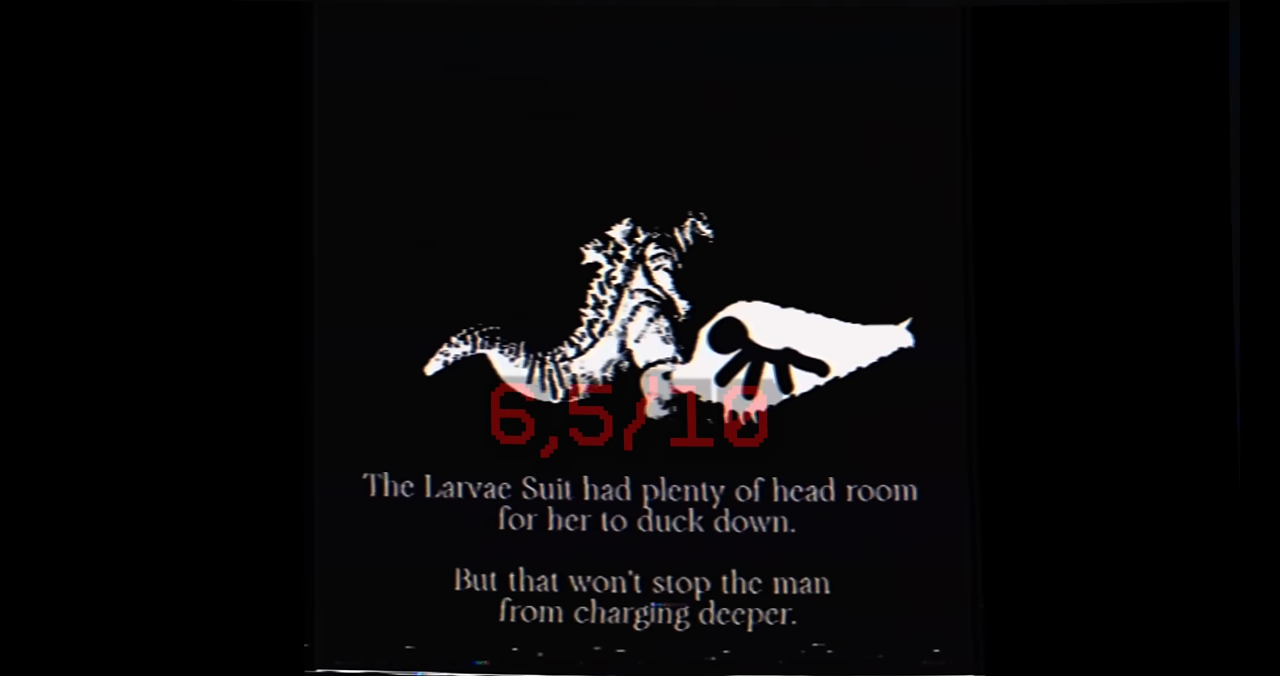 6,5/10
The Larvae Suit had plenty of head room
for her to duck down.
But that won't stop the man
from charging deeper.